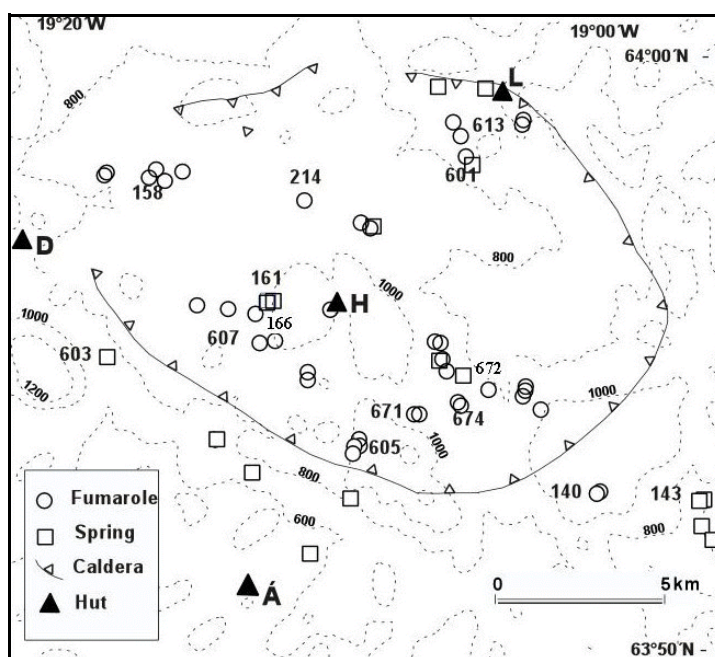 19°20´W
19°00´W
64°00´N
800
L
613
601
158
214
D
800
161
1000
H
1000
166
607
603
672
1200
1000
671
674
605
1000
Fumarole
Spring
Caldera
Hut
800
140
143
800
600
Á
0
5km
63°50´N